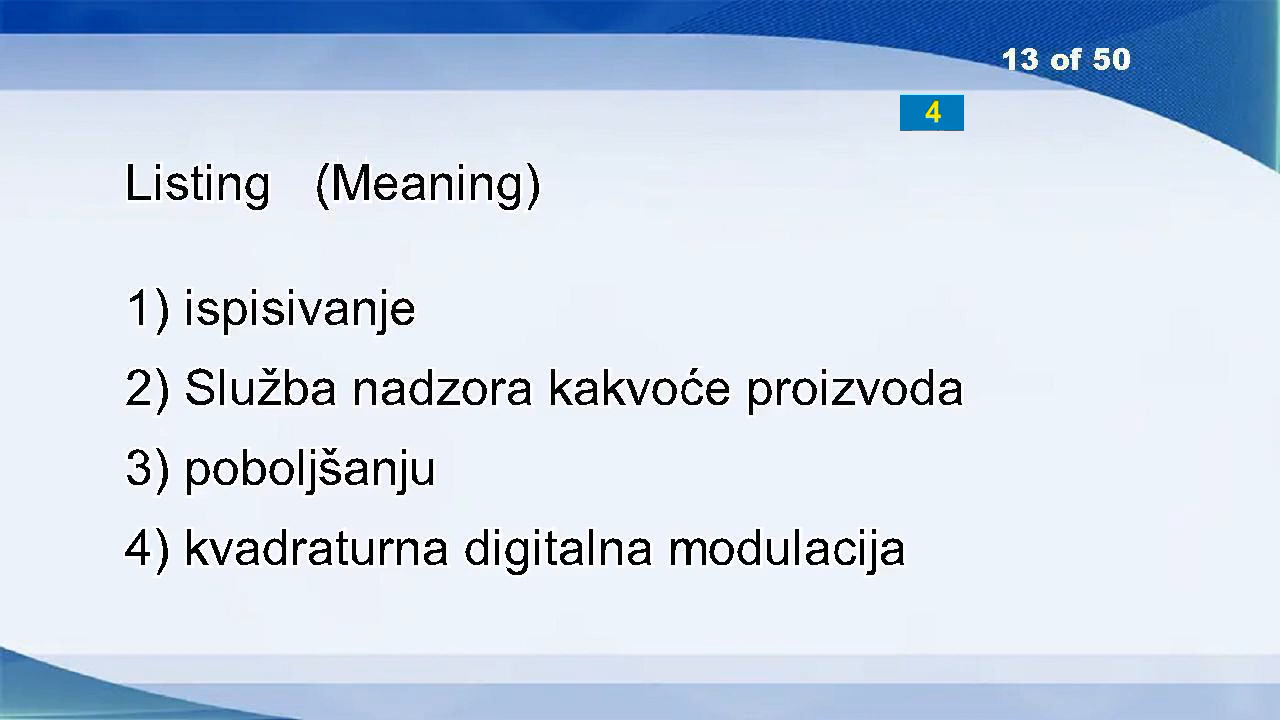 13 of 50
4
Listing (Meaning)
1) ispisivanje
2) Služba nadzora kakvoće proizvoda
3) poboljšanju
4) kvadraturna digitalna modulacija